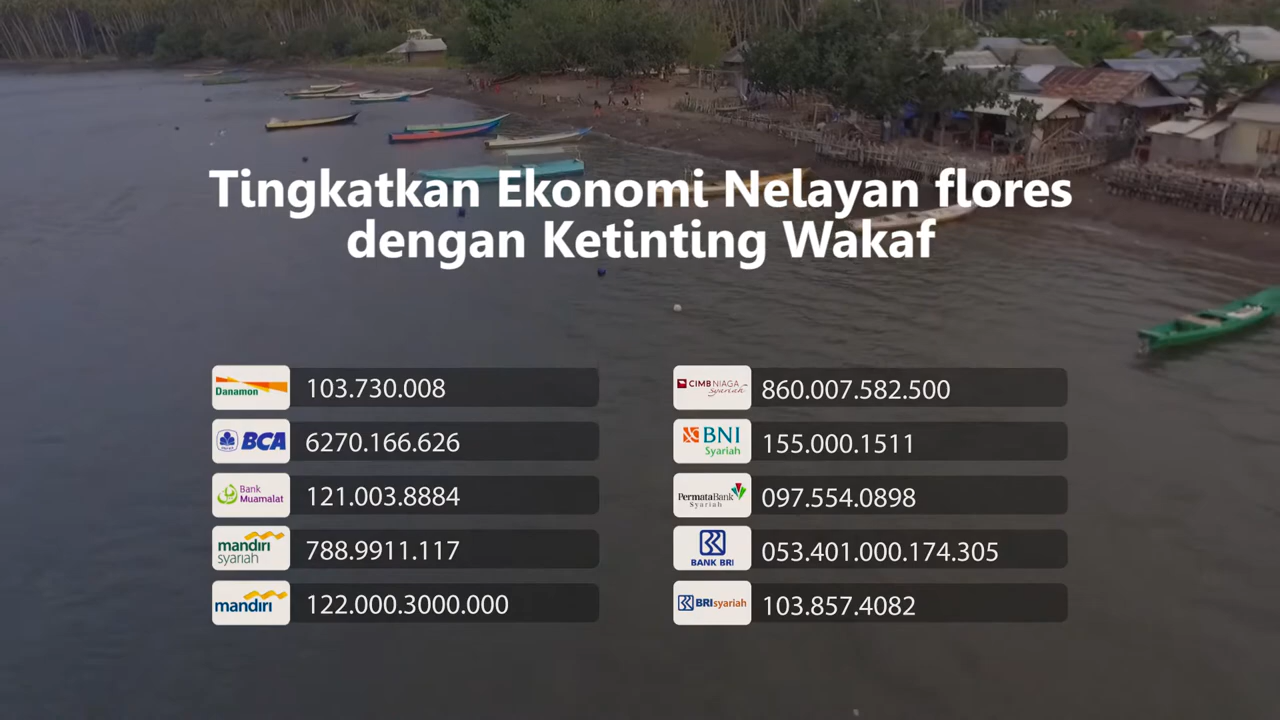 Tingkatkan Ekonomi Nelayan flores
dengan Ketinting Wakaf
Danamon 103.730.008
BCA 6270.166.626
Bank Muamalat 121.003.8884
mandiri syariah 788.9911.117
mandiri 122.000.3000.000
CIMB NIAGA syariah 860.007.582.500
BNI Syariah 155.000.1511
PermataBank Syariah 097.554.0898
BANK BRI 053.401.000.174.305
BRIsyariah 103.857.4082